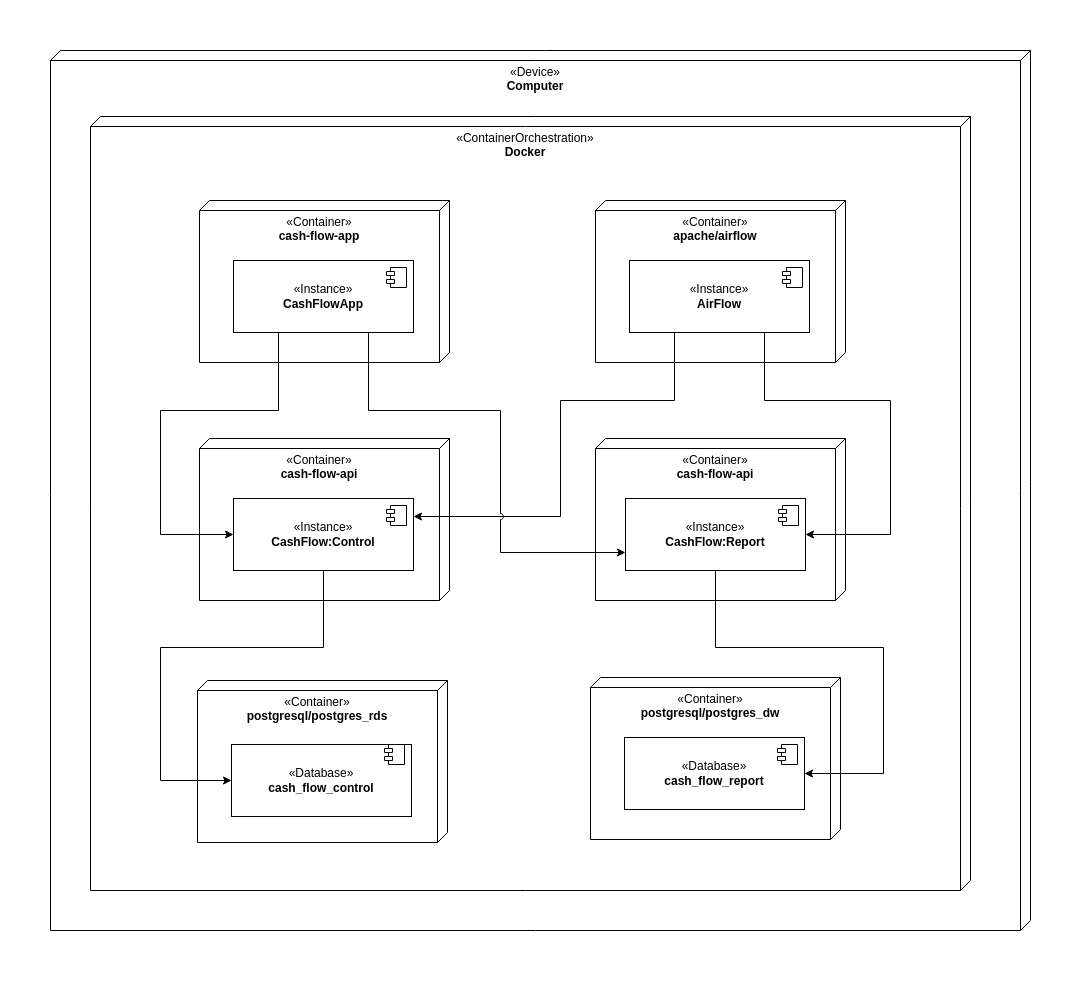 «Device»
Computer
«ContainerOrchestration»
Docker
«Container»
cash-flow-app
«Instance»
CashFlowApp
«Container»
apache/airflow
«Instance»
AirFlow
«Container»
cash-flow-api
«Instance»
CashFlow:Control
«Container»
cash-flow-api
«Instance»
CashFlow:Report
«Container»
postgresql/postgres_rds
«Database»
cash_flow_control
«Container»
postgresql/postgres_dw
«Database»
cash_flow_report